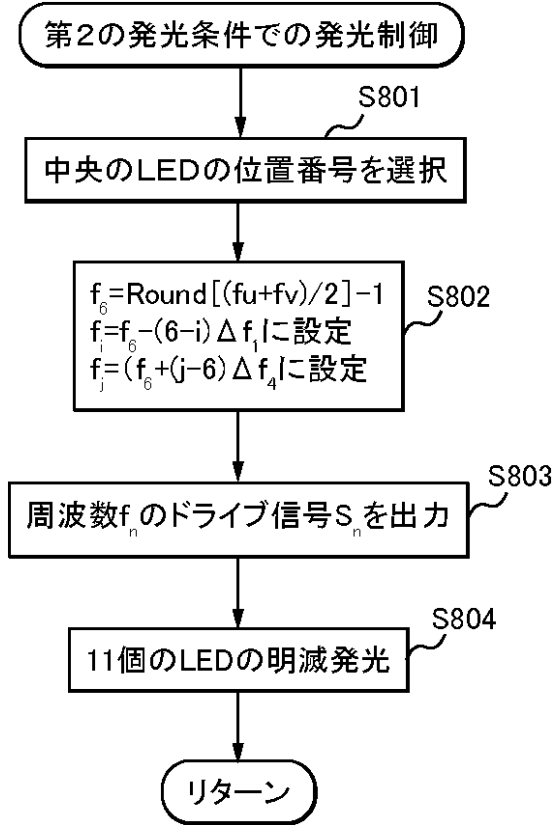 第2の発光条件での発光制御
S801
中央のLEDの位置番号を選択
S802
f₆=Round[(fu+fv)/2]-1
fᵢ=f₆-(6-i)Δf₁に設定
fⱼ=(f₆+(j-6)Δf₄に設定
S803
周波数fₙのドライブ信号Sₙを出力
S804
11個のLEDの明滅発光
リターン